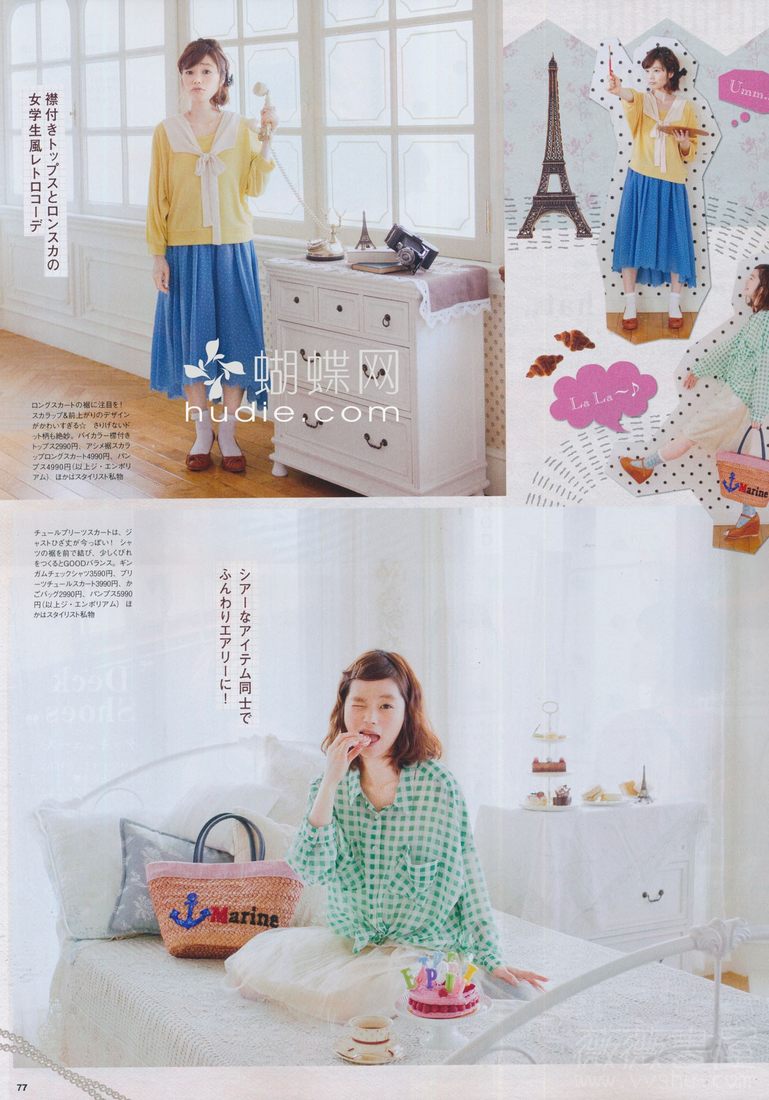 襟付きトップスとロンスカの
女学生風レトロコーデ
Umm..
ロングスカートの裾に注目を!
スカラップ&前上がりのデザイン
がかわいすぎる☆ さりげないド
ット柄も絶妙。バイカラー襟付き
トップス2990円、アシメ裾スカラ
ップロングスカート4990円、パン
プス4990円(以上ジ・エンポリ
アム) ほかはスタイリスト私物
蝴蝶网
hudie.com
La La〜♪
Marine
チュールプリーツスカートは、ジ
ャストひざ丈が今っぽい! シャ
ツの裾を前で結び、少しくびれ
をつくるとGOODバランス。ギン
ガムチェックシャツ3590円、プリ
ーツチュールスカート3990円、か
ごバッグ2990円、パンプス5990
円(以上ジ・エンポリアム) ほ
かはスタイリスト私物
シアーなアイテム同士で
ふんわりエアリーに!
Deck
Shoes
Marine
77